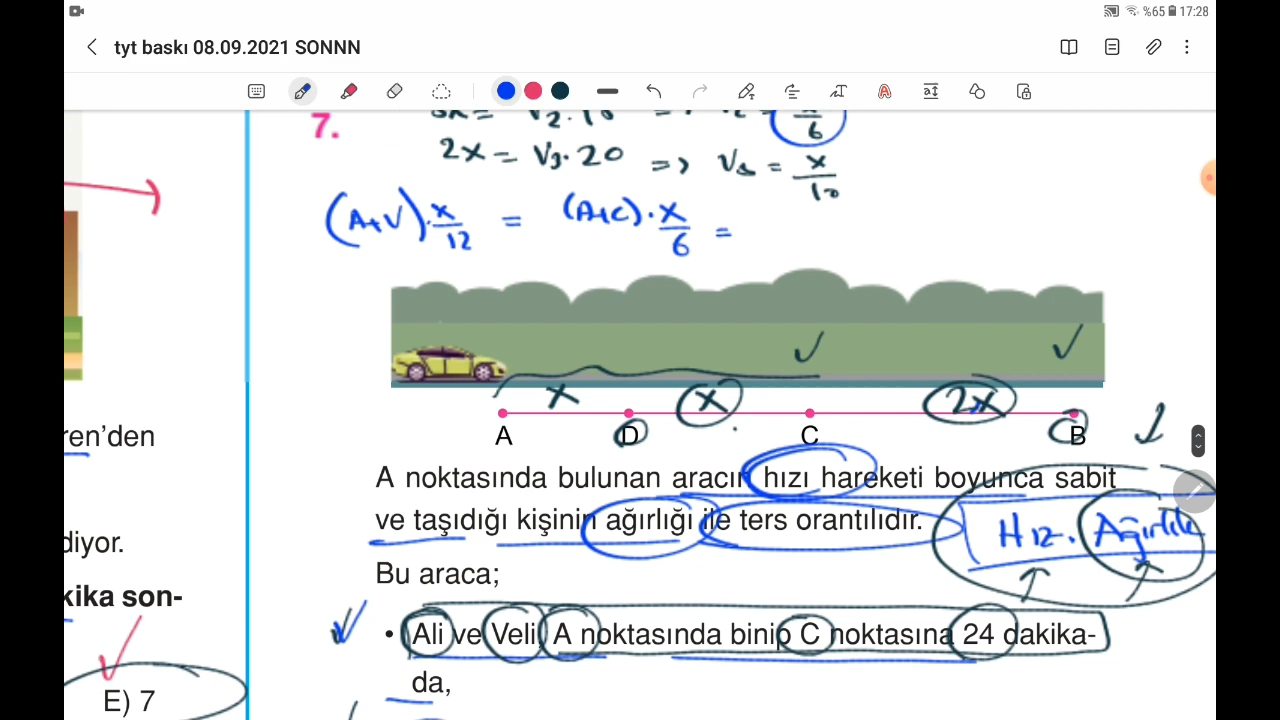 %65 17:28
tyt baskı 08.09.2021 SONNN
7.
2x = V3.20 => V3 = x/10
(A+V).x/12 = (A+C).x/6 =
x x 2x
A D C B
ren'den
A noktasında bulunan aracın hızı hareketi boyunca sabit
ve taşıdığı kişinin ağırlığı ile ters orantılıdır.
Hız. Ağırlık
diyor.
Bu araca;
kika son-
• Ali ve Veli A noktasında binip C noktasına 24 dakika-
da,
E) 7